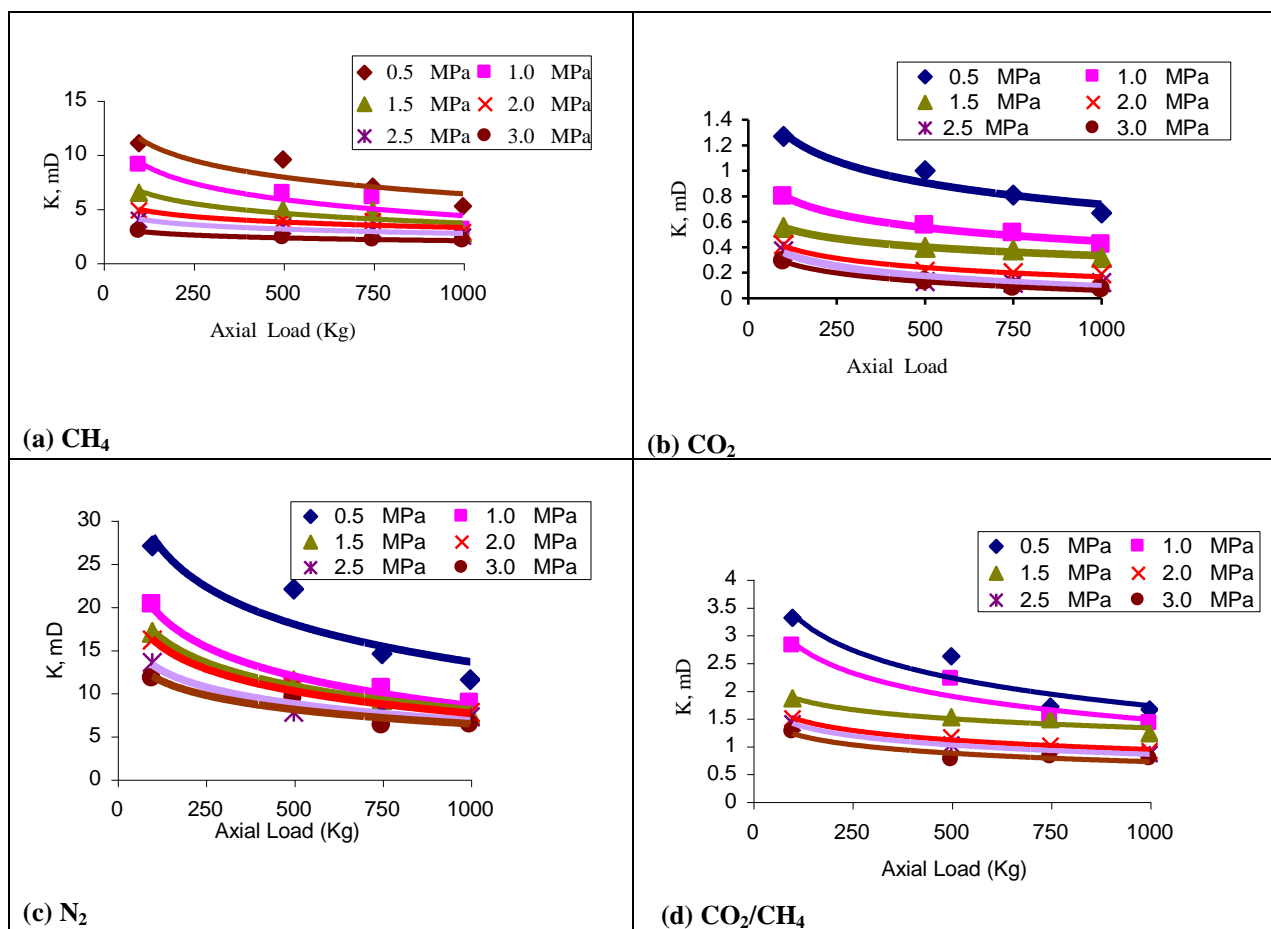 0.5 MPa 1.0 MPa
1.5 MPa 2.0 MPa
2.5 MPa 3.0 MPa
15
10
5
0
K, mD
0 250 500 750 1000
Axial Load (Kg)
(a) CH₄
0.5 MPa 1.0 MPa
1.5 MPa 2.0 MPa
2.5 MPa 3.0 MPa
1.4
1.2
1
0.8
0.6
0.4
0.2
0
K, mD
0 250 500 750 1000
Axial Load
(b) CO₂
0.5 MPa 1.0 MPa
1.5 MPa 2.0 MPa
2.5 MPa 3.0 MPa
30
25
20
15
10
5
0
K, mD
0 250 500 750 1000
Axial Load (Kg)
(c) N₂
0.5 MPa 1.0 MPa
1.5 MPa 2.0 MPa
2.5 MPa 3.0 MPa
4
3.5
3
2.5
2
1.5
1
0.5
0
K, mD
0 250 500 750 1000
Axial Load (Kg)
(d) CO₂/CH₄